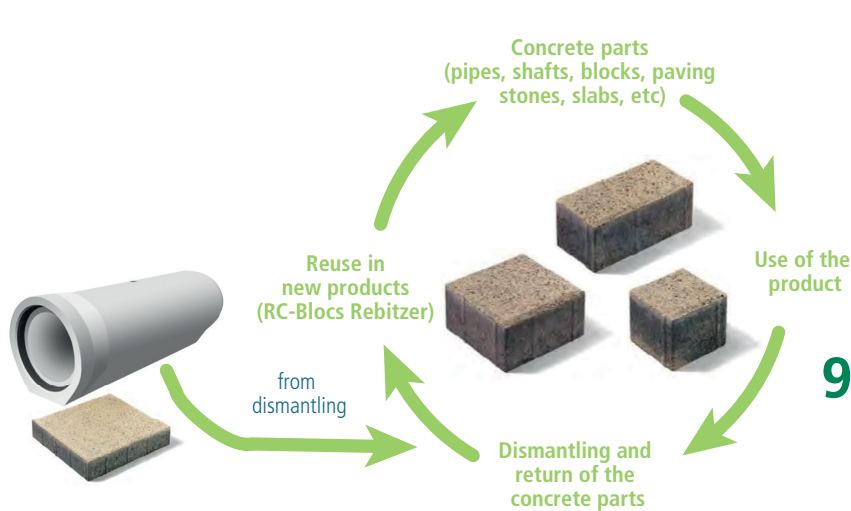 Concrete parts
(pipes, shafts, blocks, paving
stones, slabs, etc)
Use of the
product
9
Dismantling and
return of the
concrete parts
from
dismantling
Reuse in
new products
(RC-Blocs Rebitzer)